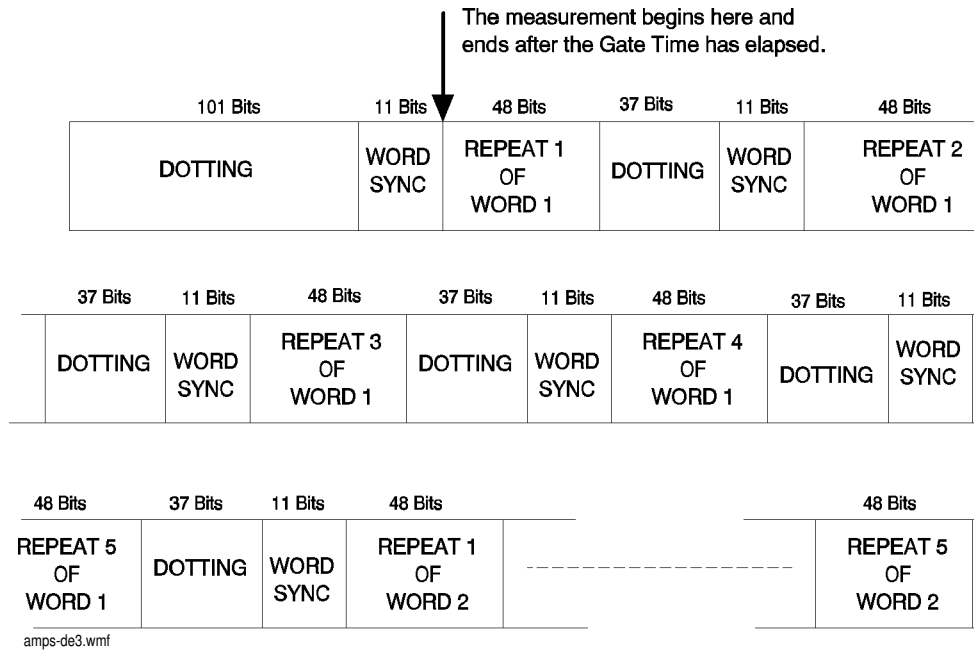 The measurement begins here and
ends after the Gate Time has elapsed.
101 Bits 11 Bits 48 Bits 37 Bits 11 Bits 48 Bits
DOTTING
WORD
SYNC
REPEAT 1
OF
WORD 1
DOTTING
WORD
SYNC
REPEAT 2
OF
WORD 1
37 Bits 11 Bits 48 Bits 37 Bits 11 Bits 48 Bits 37 Bits 11 Bits
DOTTING
WORD
SYNC
REPEAT 3
OF
WORD 1
DOTTING
WORD
SYNC
REPEAT 4
OF
WORD 1
DOTTING
WORD
SYNC
48 Bits 37 Bits 11 Bits 48 Bits 48 Bits
REPEAT 5
OF
WORD 1
DOTTING
WORD
SYNC
REPEAT 1
OF
WORD 2
REPEAT 5
OF
WORD 2
amps-de3.wmf